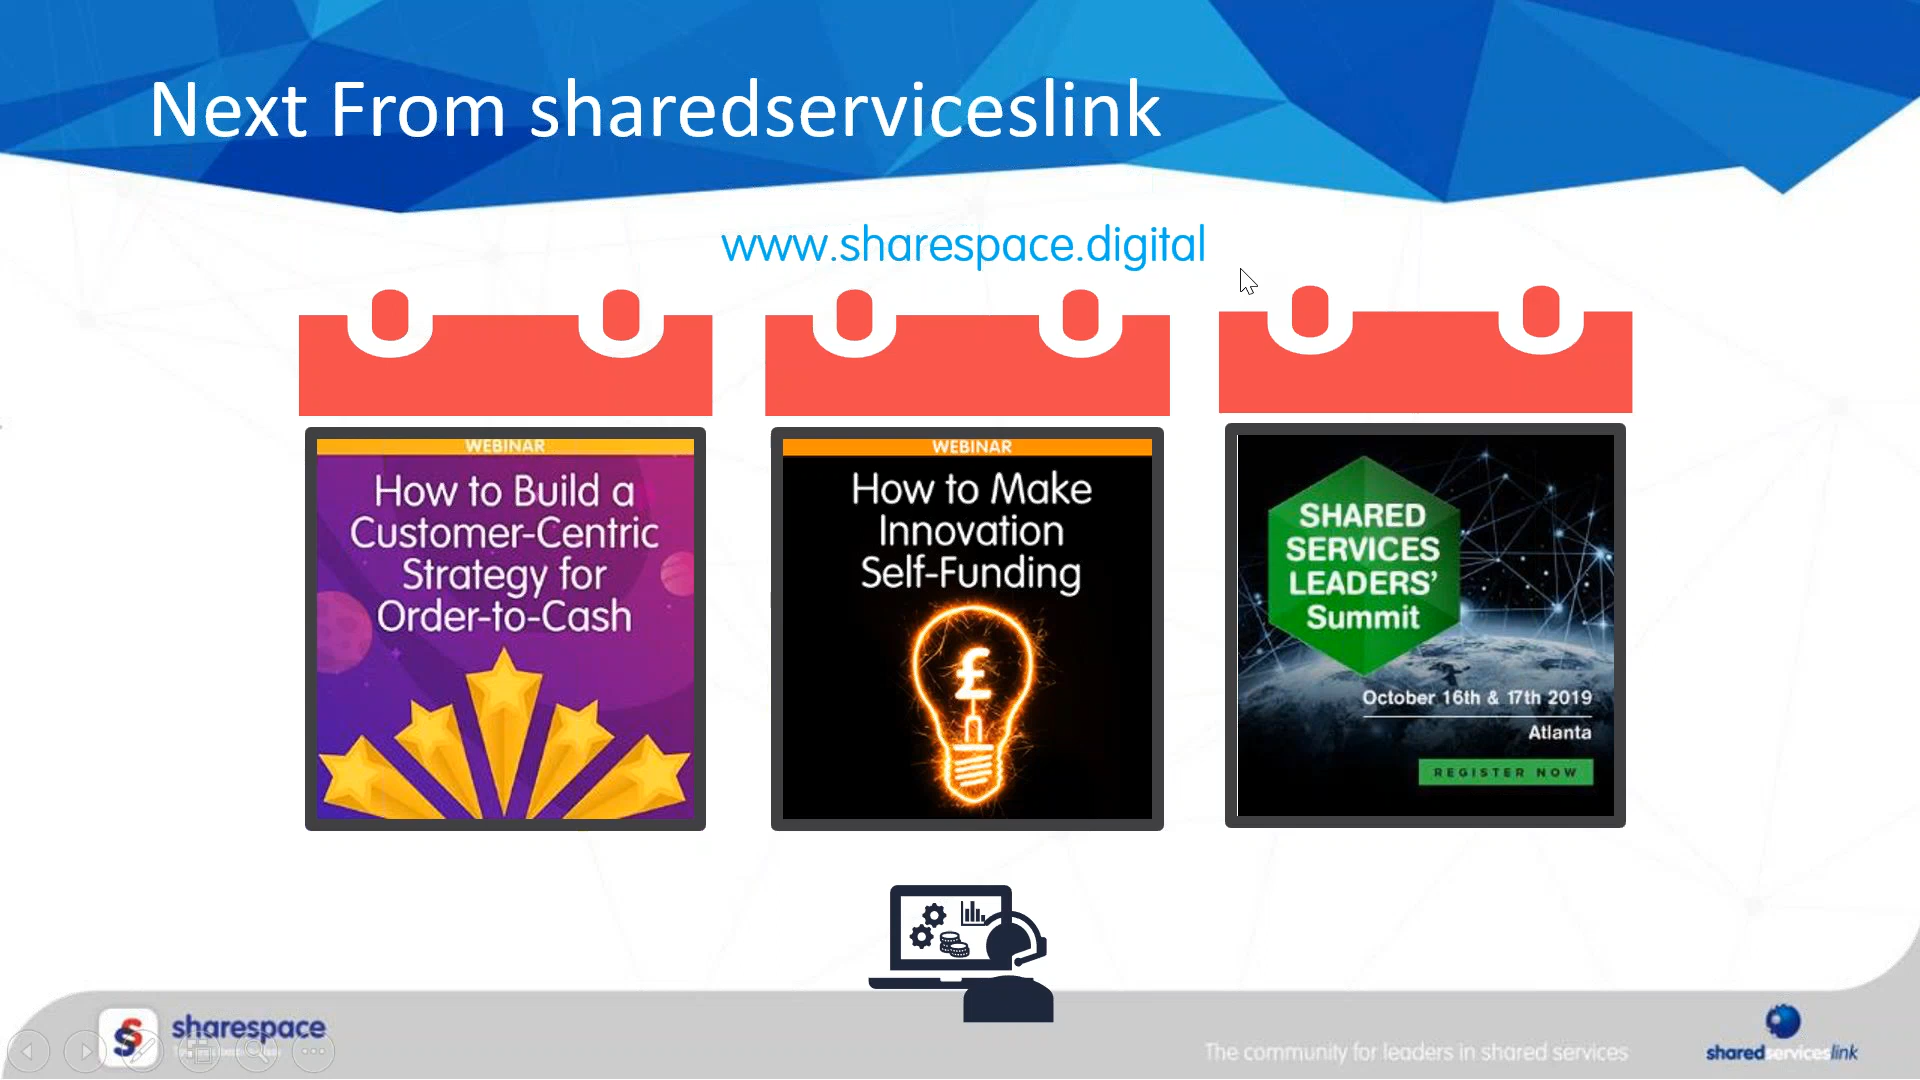 Next From sharedserviceslink
www.sharespace.digital
WEBINAR
How to Build a
Customer-Centric
Strategy for
Order-to-Cash
WEBINAR
How to Make
Innovation
Self-Funding
£
SHARED
SERVICES
LEADERS’
Summit
October 16th & 17th 2019
Atlanta
REGISTER NOW
sharespace
The community for leaders in shared services
sharedserviceslink